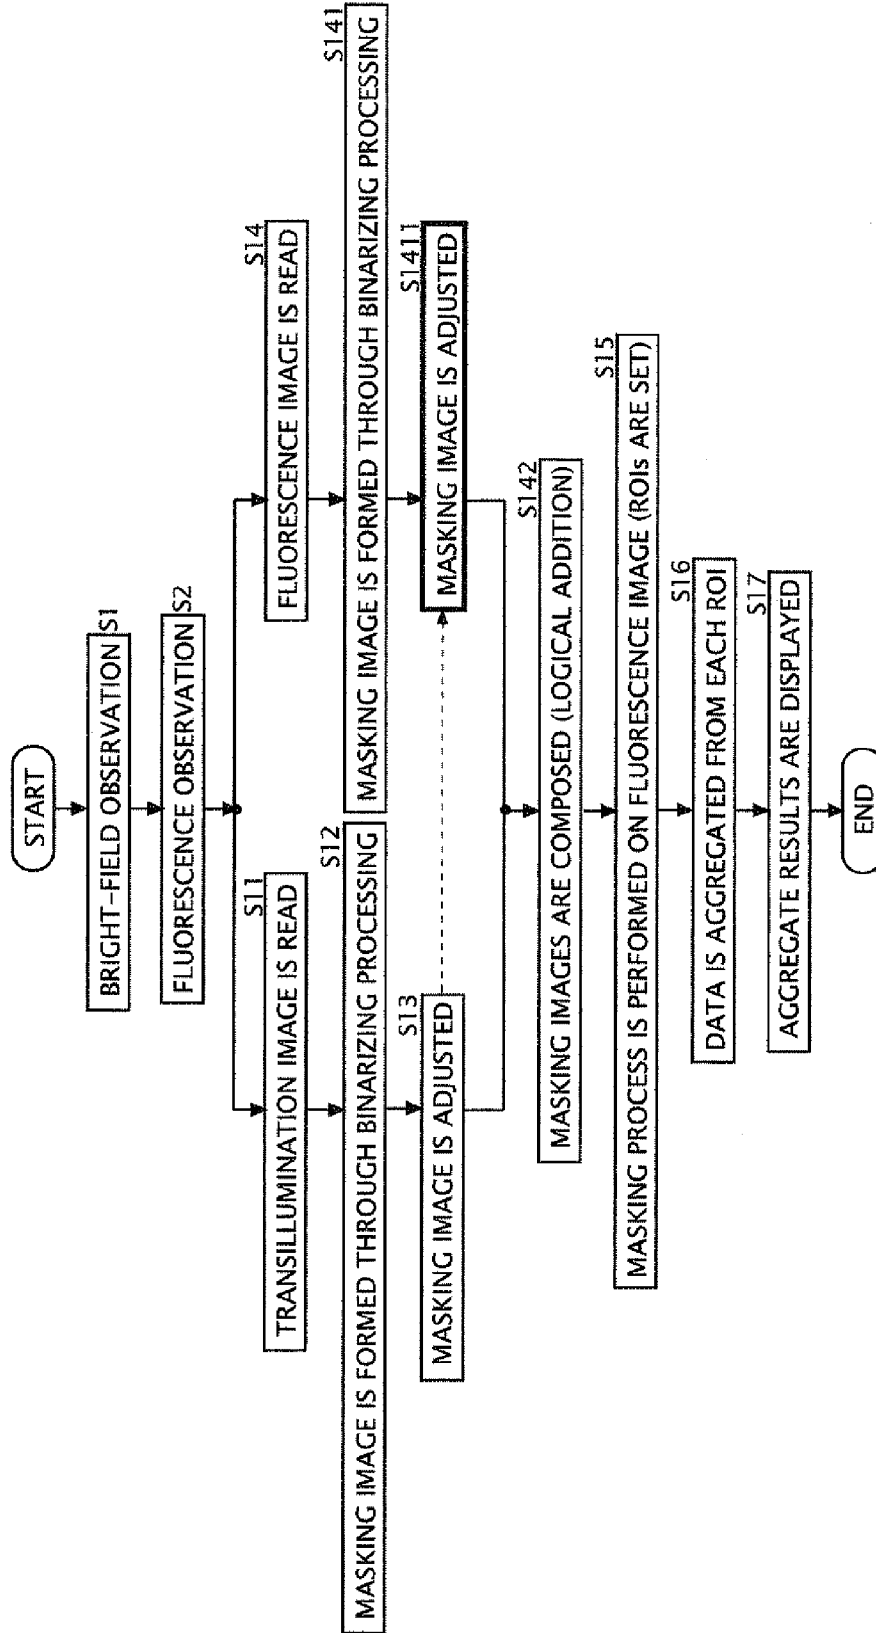 START
BRIGHT-FIELD OBSERVATION S1
FLUORESCENCE OBSERVATION S2
S11
TRANSILLUMINATION IMAGE IS READ
S14
FLUORESCENCE IMAGE IS READ
S12
MASKING IMAGE IS FORMED THROUGH BINARIZING PROCESSING
S141
MASKING IMAGE IS FORMED THROUGH BINARIZING PROCESSING
S13
MASKING IMAGE IS ADJUSTED
S1411
MASKING IMAGE IS ADJUSTED
S142
MASKING IMAGES ARE COMPOSED (LOGICAL ADDITION)
S15
MASKING PROCESS IS PERFORMED ON FLUORESCENCE IMAGE (ROIs ARE SET)
S16
DATA IS AGGREGATED FROM EACH ROI
S17
AGGREGATE RESULTS ARE DISPLAYED
END